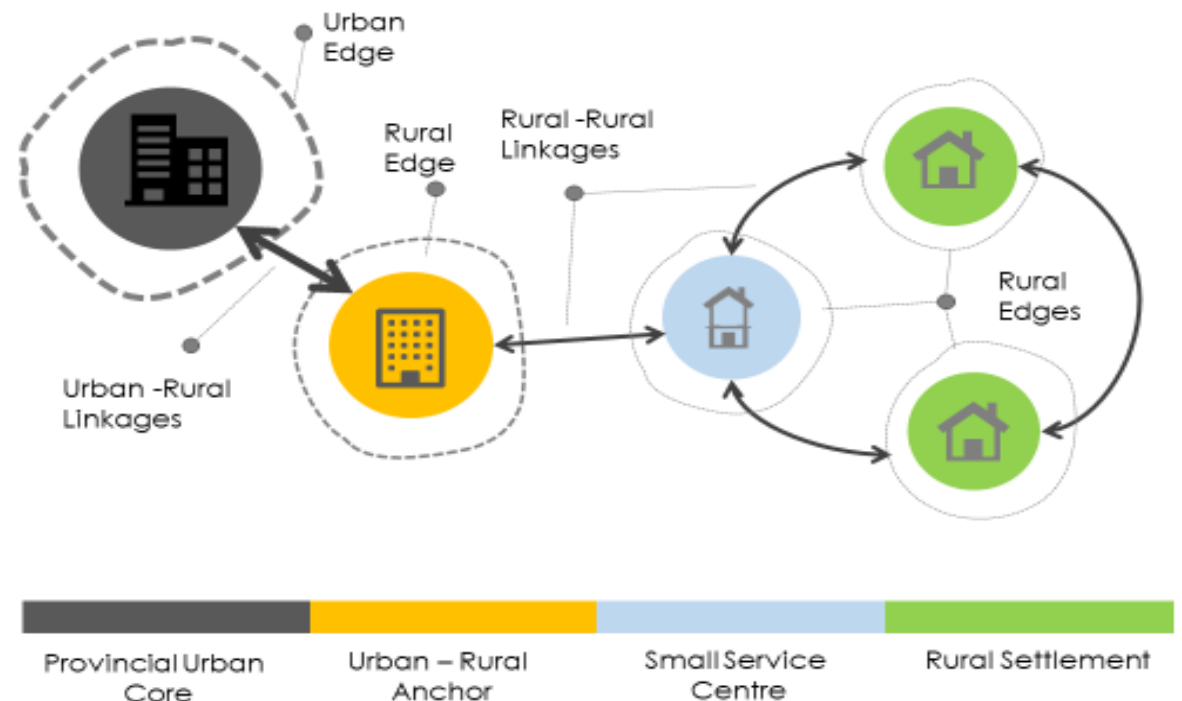 Urban
Edge
Rural
Edge
Rural -Rural
Linkages
Rural
Edges
Urban -Rural
Linkages
Provincial Urban
Core
Urban – Rural
Anchor
Small Service
Centre
Rural Settlement